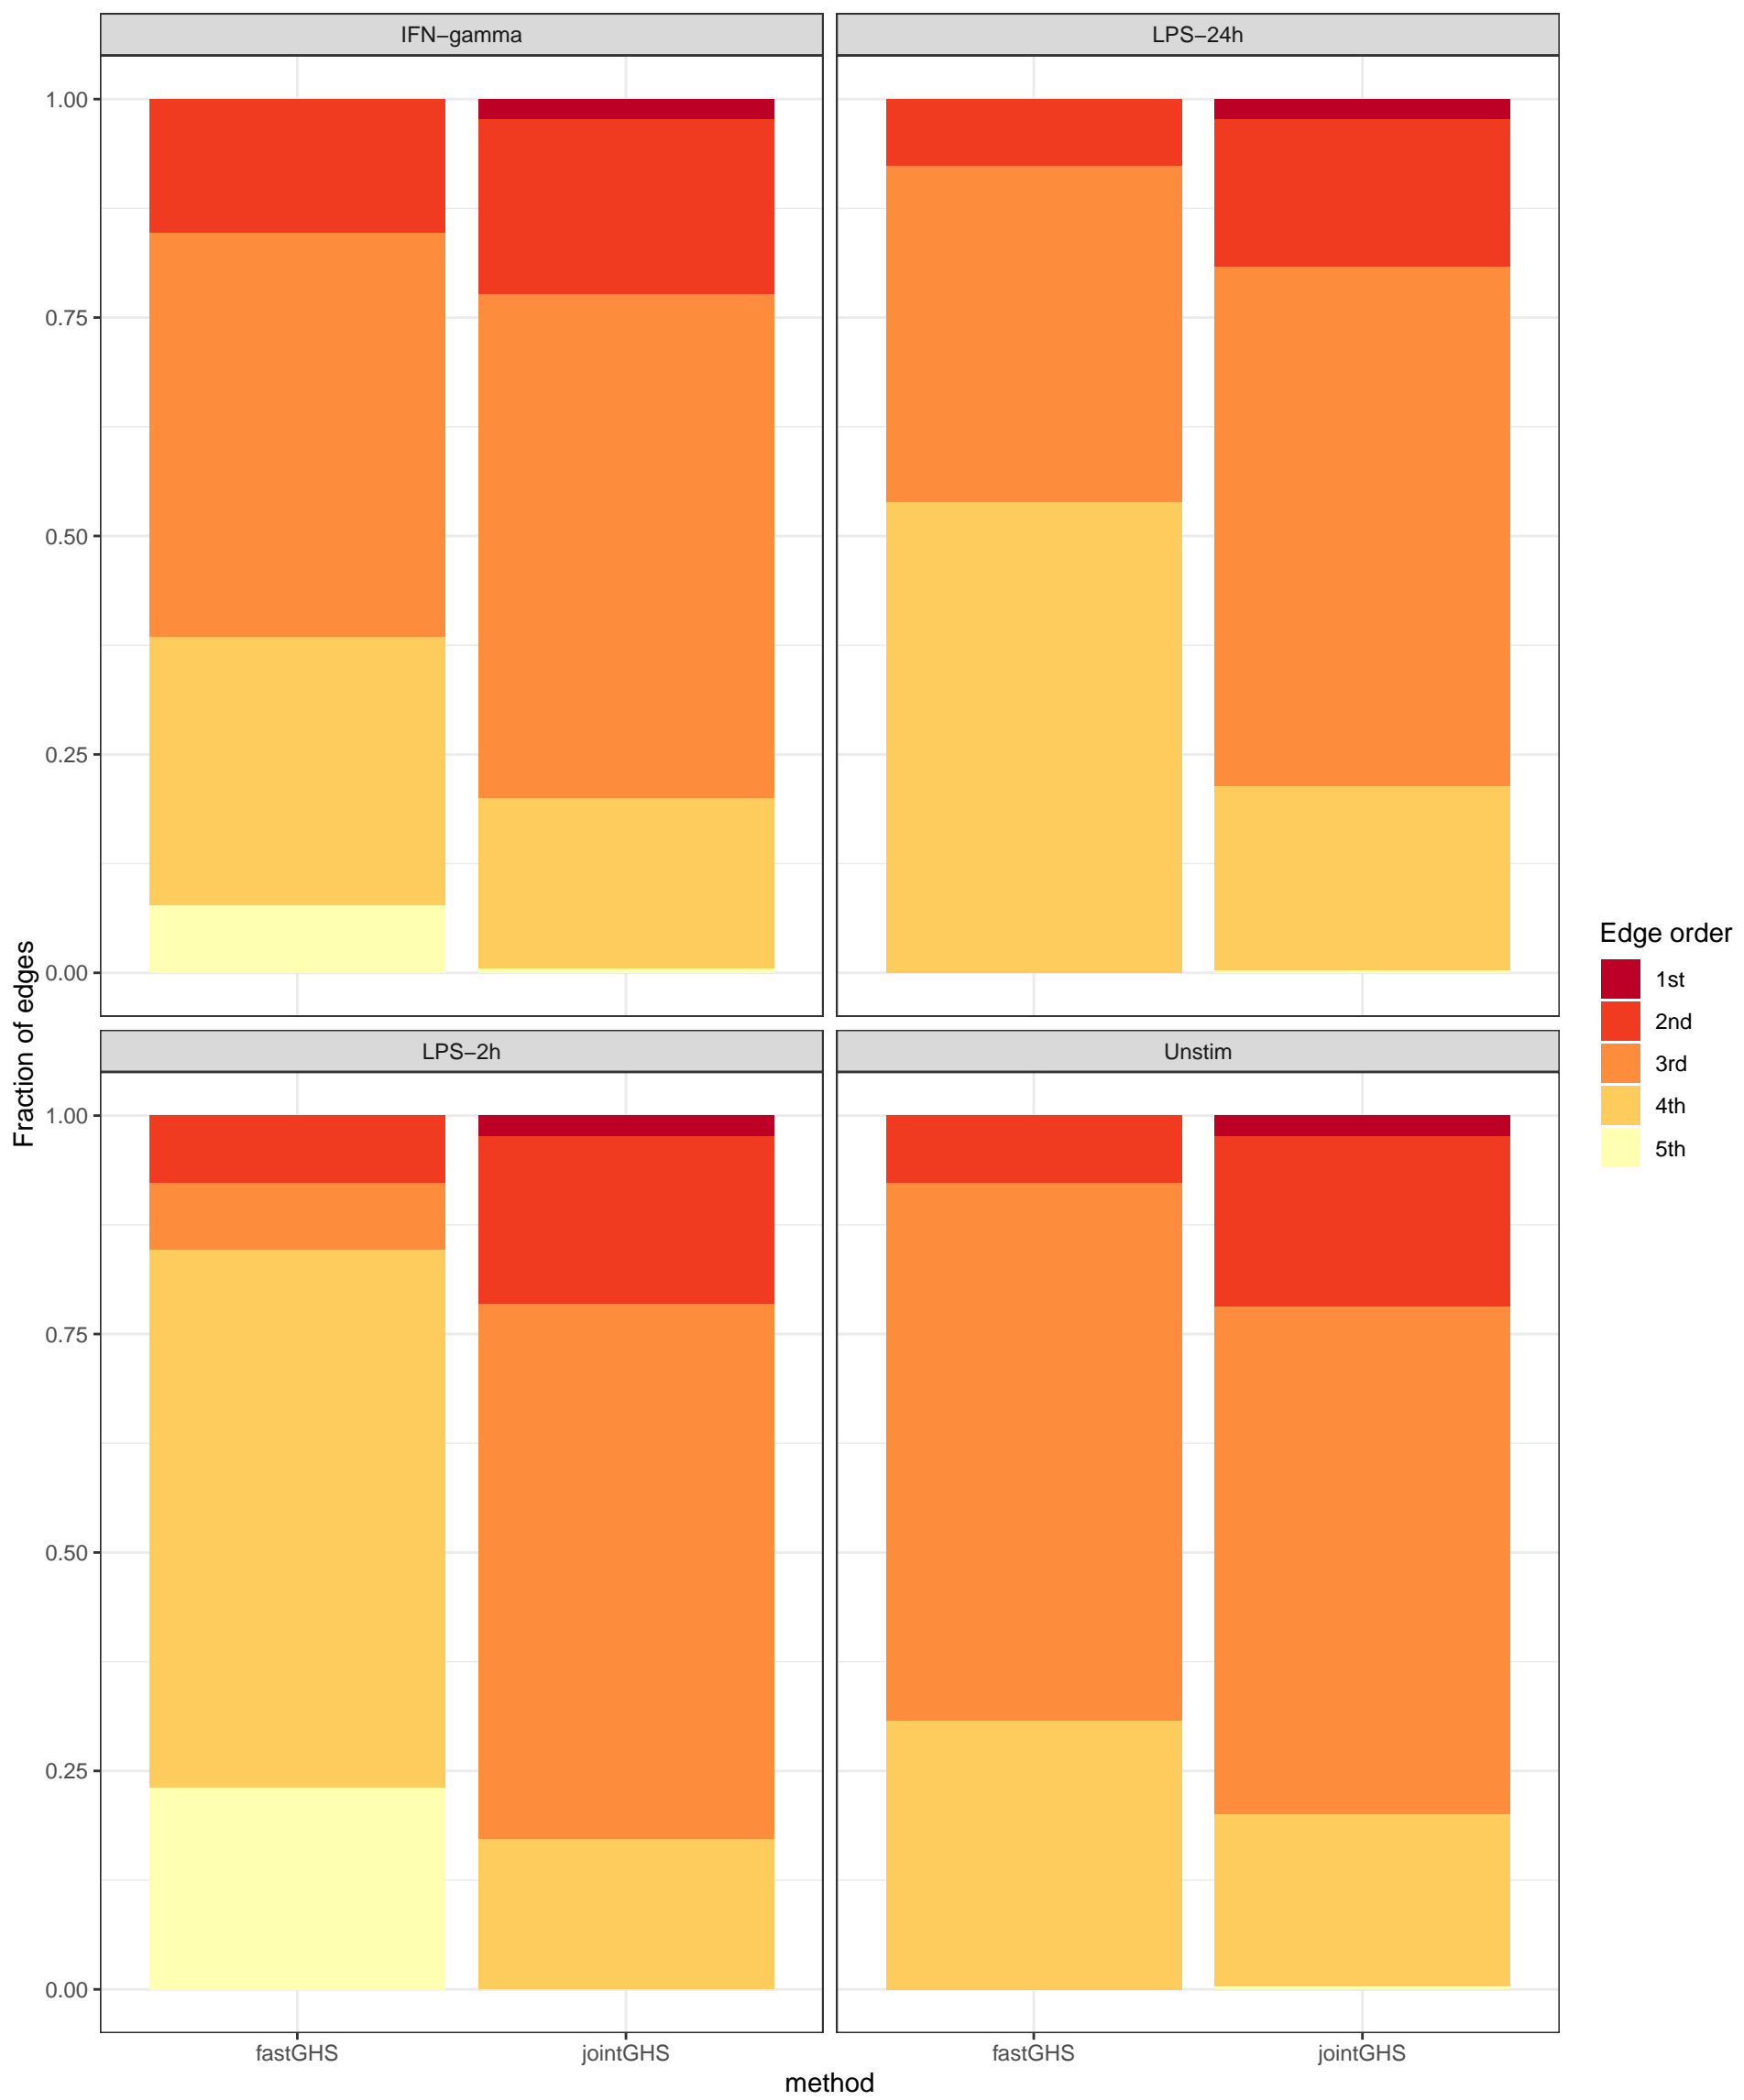 IFN−gamma
LPS−24h
1.00
0.75
0.50
0.25
0.00
LPS−2h
Unstim
1.00
0.75
0.50
0.25
0.00
fastGHS
jointGHS
fastGHS
jointGHS
method
Fraction of edges
Edge order
1st
2nd
3rd
4th
5th